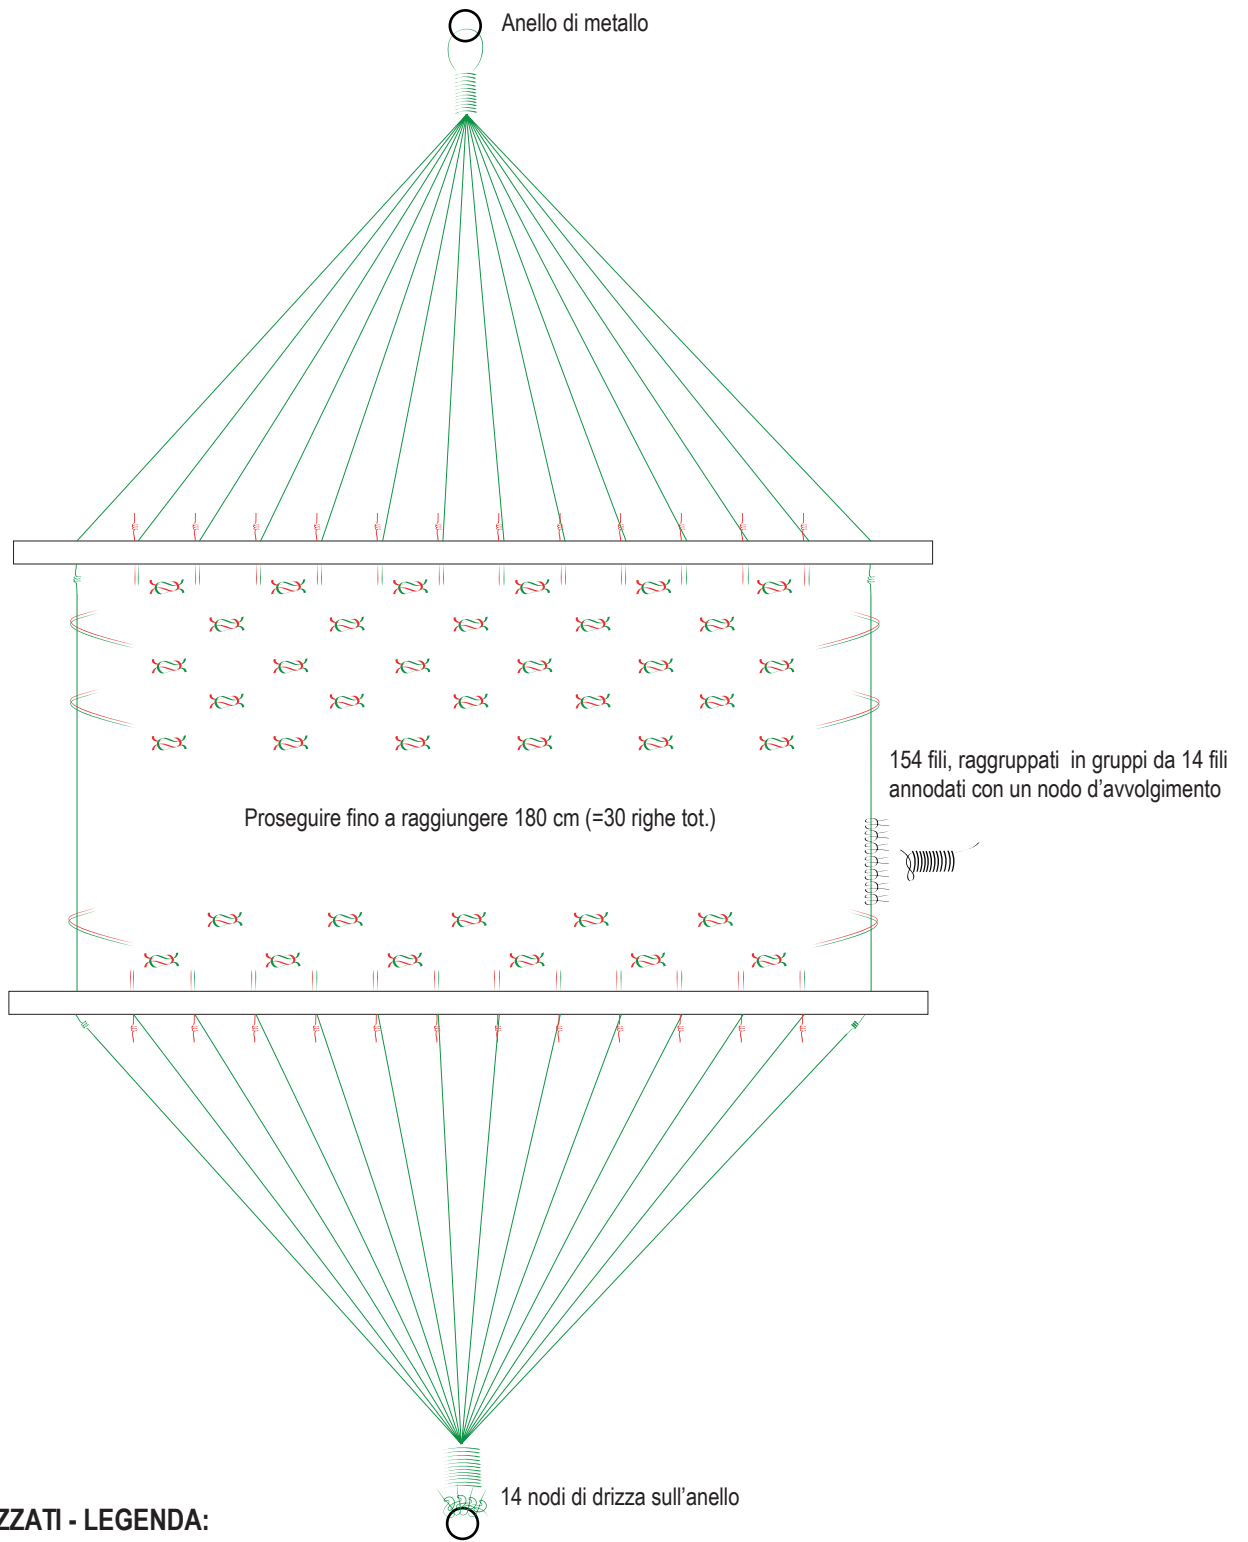 Anello di metallo
154 fili, raggruppati  in gruppi da 14 fili
annodati con un nodo d'avvolgimento
Proseguire fino a raggiungere 180 cm (=30 righe tot.)
14 nodi di drizza sull'anello
ZZATI - LEGENDA: